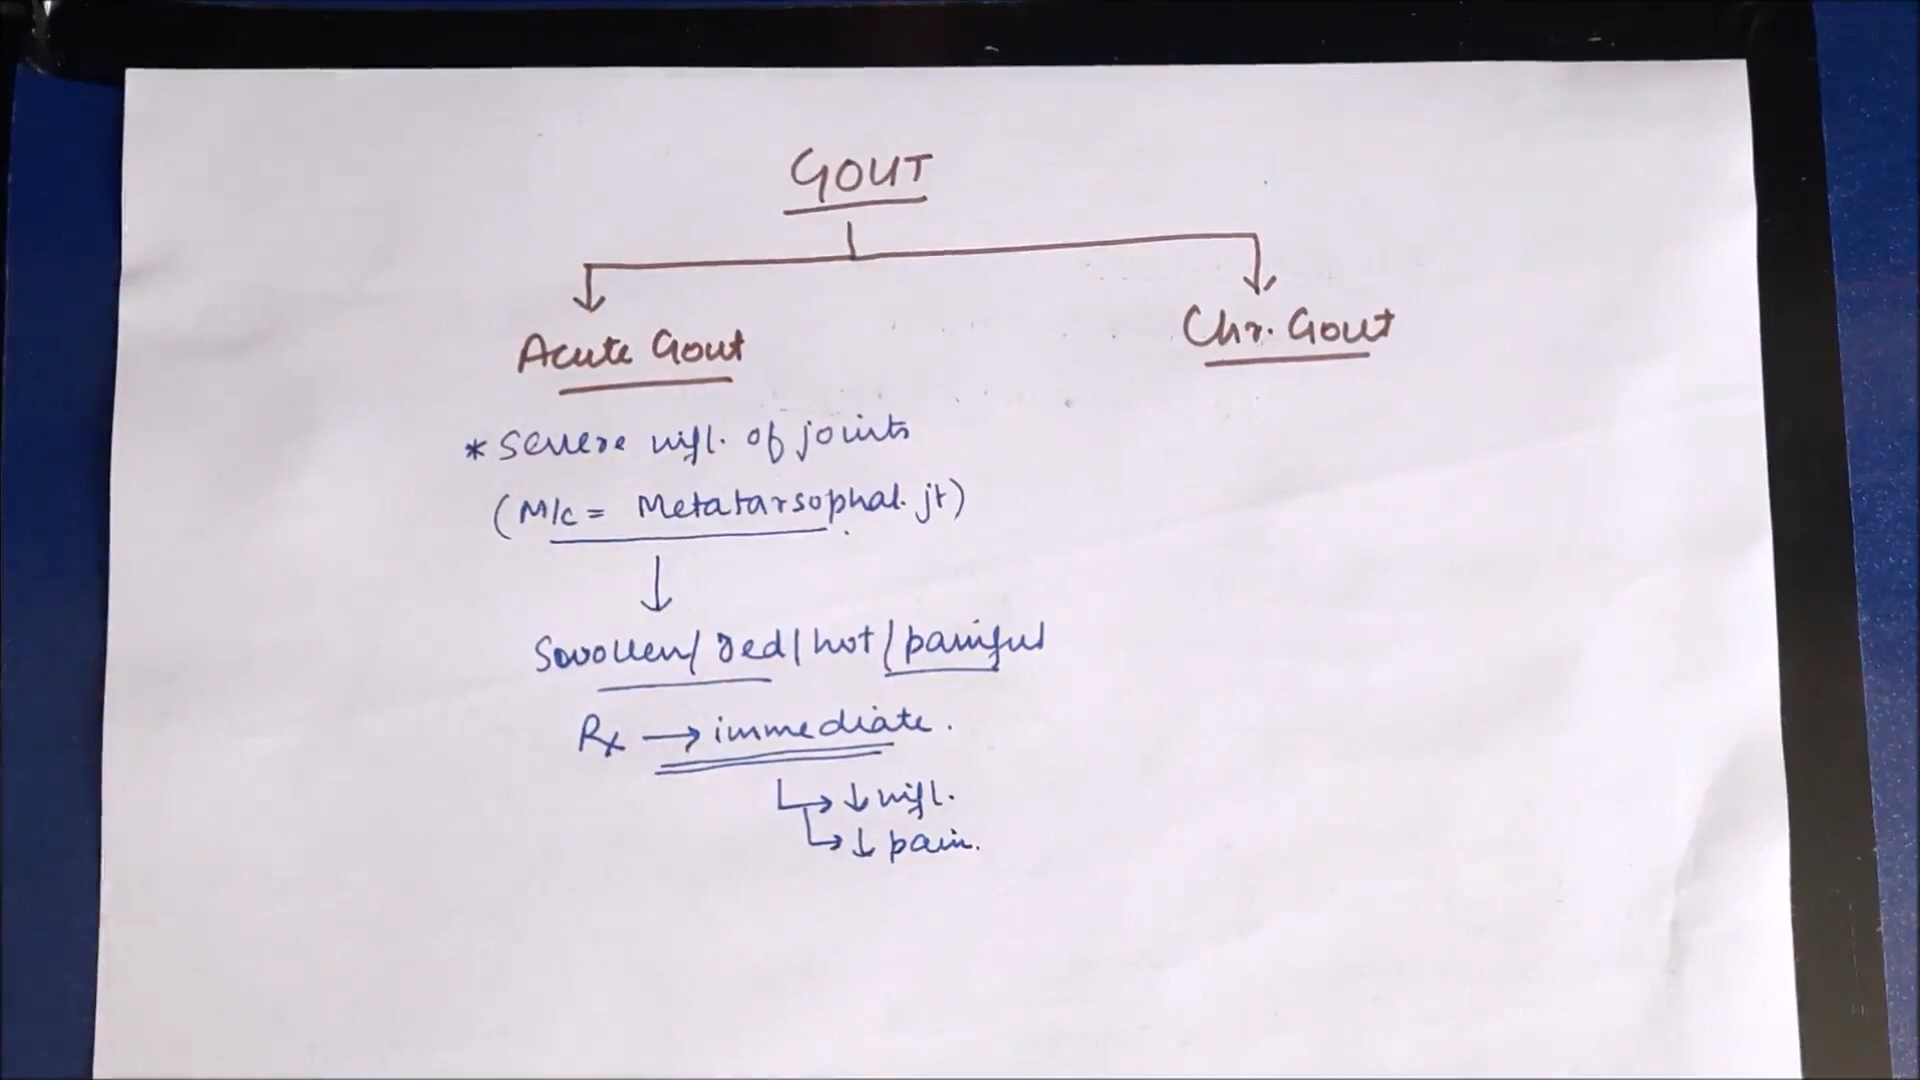 GOUT
Acute Gout
Chr. Gout
* Severe infl. of joints
(M/c = Metatarsophal. jt)
↓
Swollen/red/hot/painful
Rx → immediate.
↳ ↓ infl.
↳ ↓ pain.